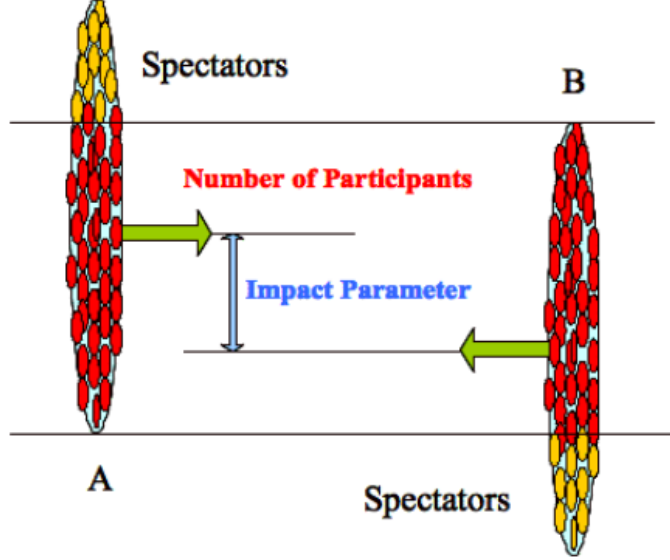 Spectators
B
Number of Participants
Impact Parameter
A
Spectators